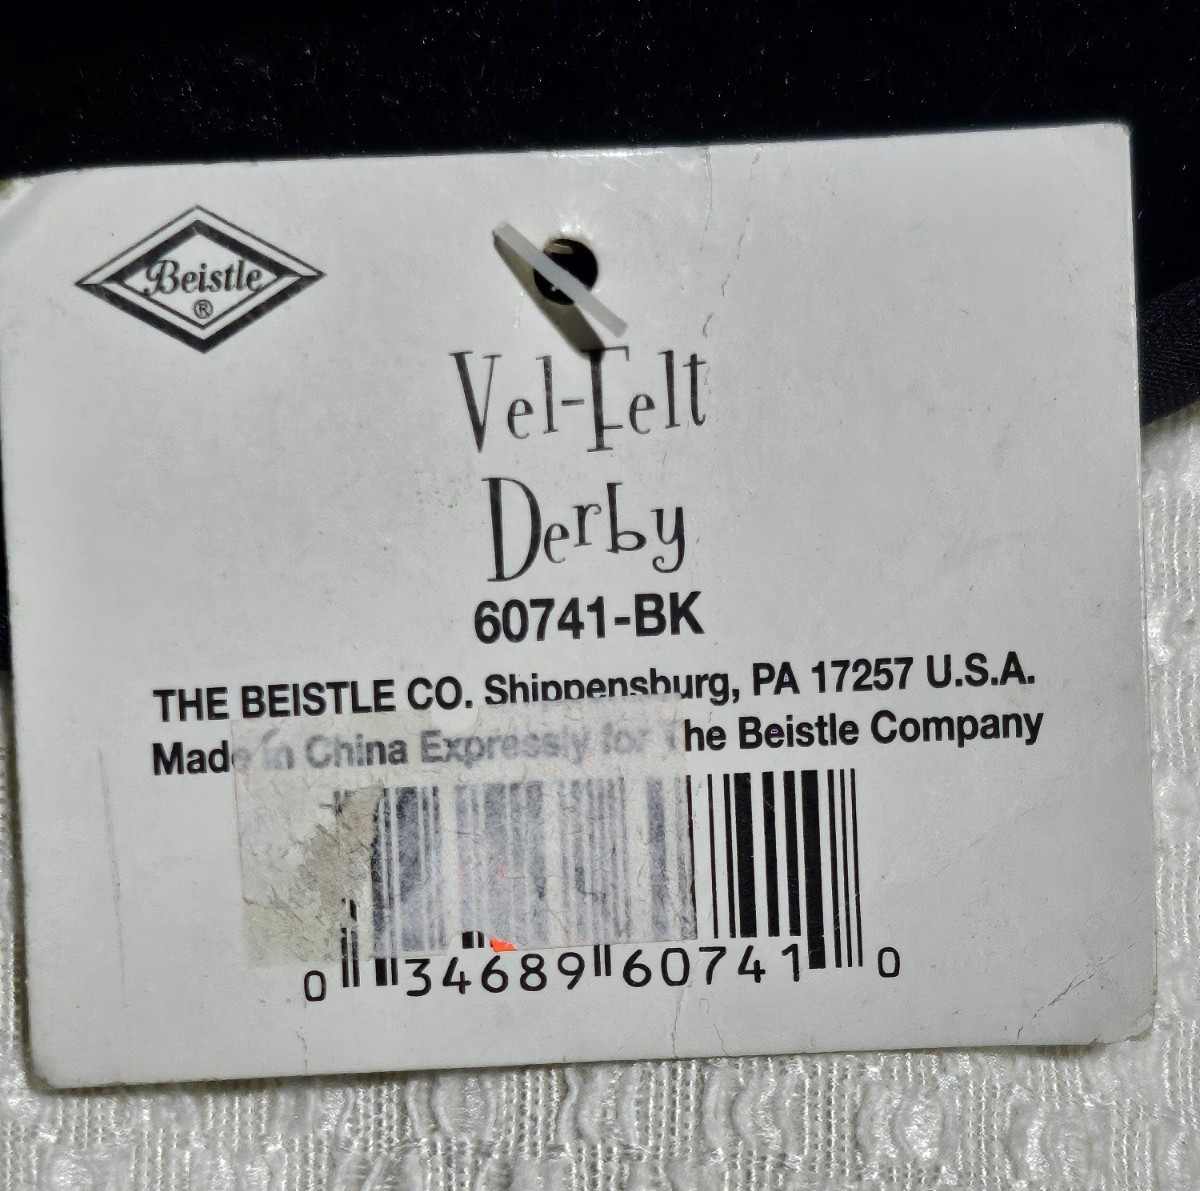 Beistle
®
Vel-Felt
Derby
60741-BK
THE BEISTLE CO. Shippensburg, PA 17257 U.S.A.
Made in China Expressly for The Beistle Company
0 34689 60741 0